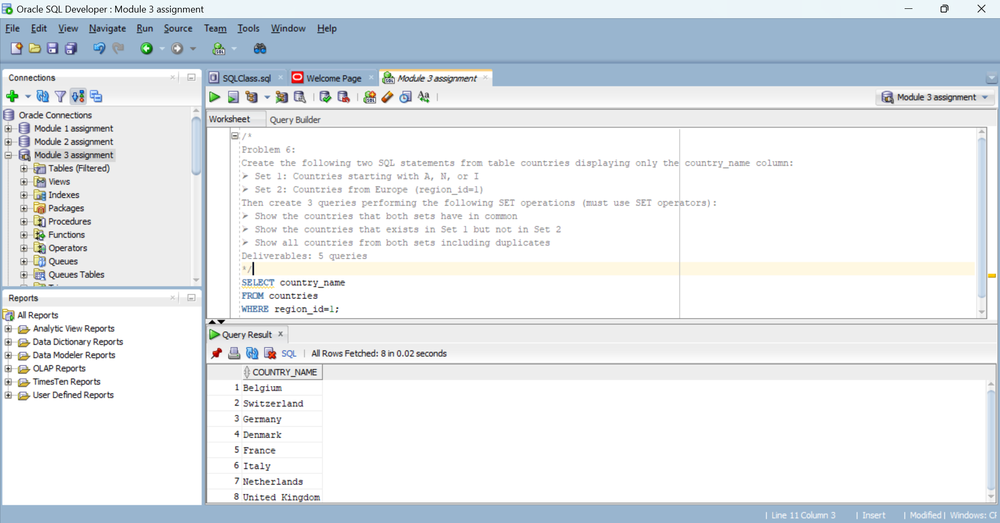 Oracle SQL Developer : Module 3 assignment
File Edit View Navigate Run Source Team Tools Window Help
Connections
Oracle Connections
Module 1 assignment
Module 2 assignment
Module 3 assignment
Tables (Filtered)
Views
Indexes
Packages
Procedures
Functions
Operators
Queues
Queues Tables
Reports
All Reports
Analytic View Reports
Data Dictionary Reports
Data Modeler Reports
OLAP Reports
TimesTen Reports
User Defined Reports
SQLClass.sql
Welcome Page
Module 3 assignment
Module 3 assignment
Worksheet
Query Builder
/*
Problem 6:
Create the following two SQL statements from table countries displaying only the country_name column:
➢ Set 1: Countries starting with A, N, or I
➢ Set 2: Countries from Europe (region_id=1)
Then create 3 queries performing the following SET operations (must use SET operators):
➢ Show the countries that both sets have in common
➢ Show the countries that exists in Set 1 but not in Set 2
➢ Show all countries from both sets including duplicates
Deliverables: 5 queries
*/
SELECT country_name
FROM countries
WHERE region_id=1;
Query Result
SQL | All Rows Fetched: 8 in 0.02 seconds
COUNTRY_NAME
1 Belgium
2 Switzerland
3 Germany
4 Denmark
5 France
6 Italy
7 Netherlands
8 United Kingdom
| Line 11 Column 3 | Insert | Modified | Windows: